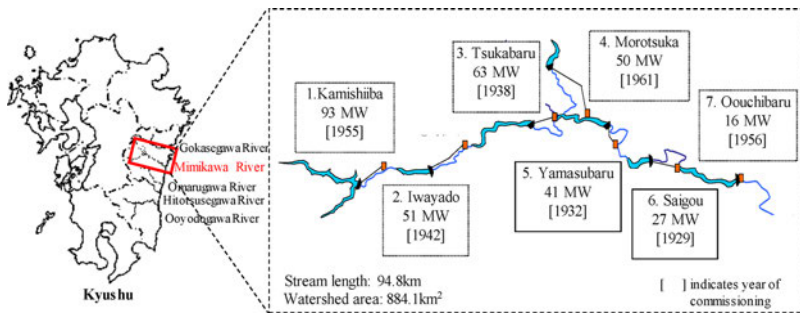 Gokasegawa River
Mimikawa River
Omarugawa River
Hitotsusegawa River
Ooyodogawa River
Kyushu
1.Kamishiiba
93 MW
[1955]
2. Iwayado
51 MW
[1942]
3. Tsukabaru
63 MW
[1938]
4. Morotsuka
50 MW
[1961]
5. Yamasubaru
41 MW
[1932]
6. Saigou
27 MW
[1929]
7. Oouchibaru
16 MW
[1956]
Stream length: 94.8km
Watershed area: 884.1km²
[ ] indicates year of
commissioning